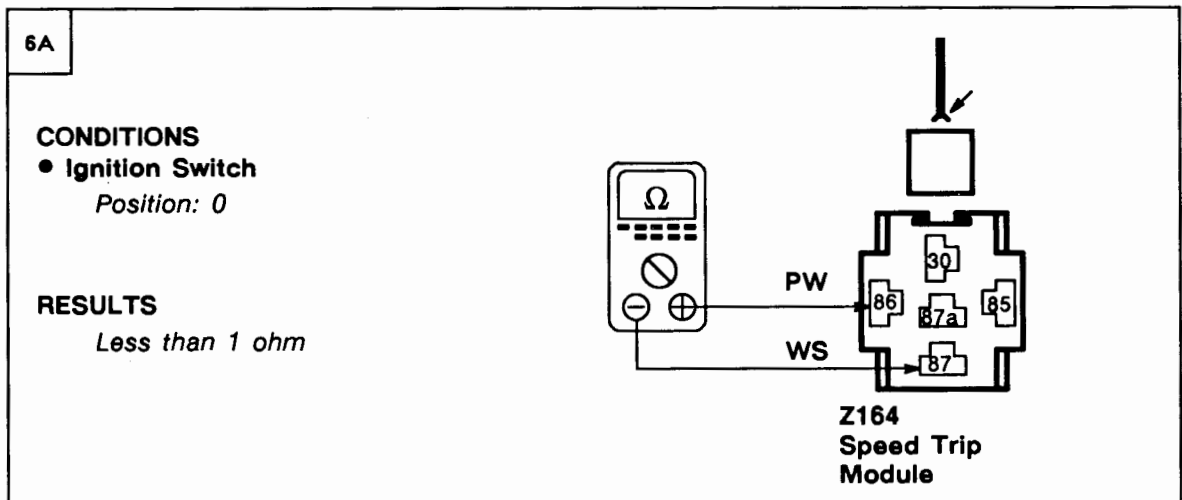 6A
CONDITIONS
● Ignition Switch
Position: 0
RESULTS
Less than 1 ohm
Ω
PW
WS
30
86
87a
85
87
Z164
Speed Trip
Module